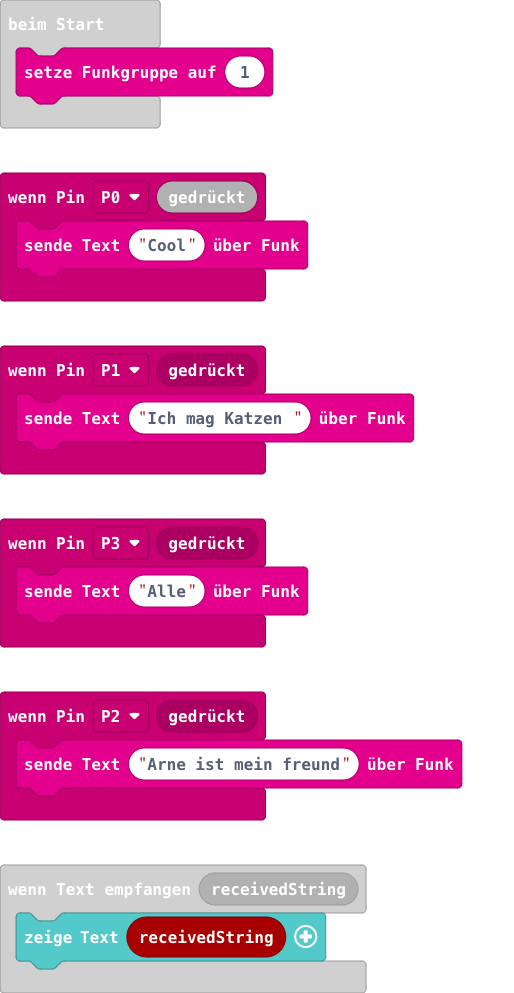 beim Start
setze Funkgruppe auf 1
wenn Pin P0 gedrückt
sende Text "Cool" über Funk
wenn Pin P1 gedrückt
sende Text "Ich mag Katzen " über Funk
wenn Pin P3 gedrückt
sende Text "Alle" über Funk
wenn Pin P2 gedrückt
sende Text "Arne ist mein freund" über Funk
wenn Text empfangen receivedString
zeige Text receivedString